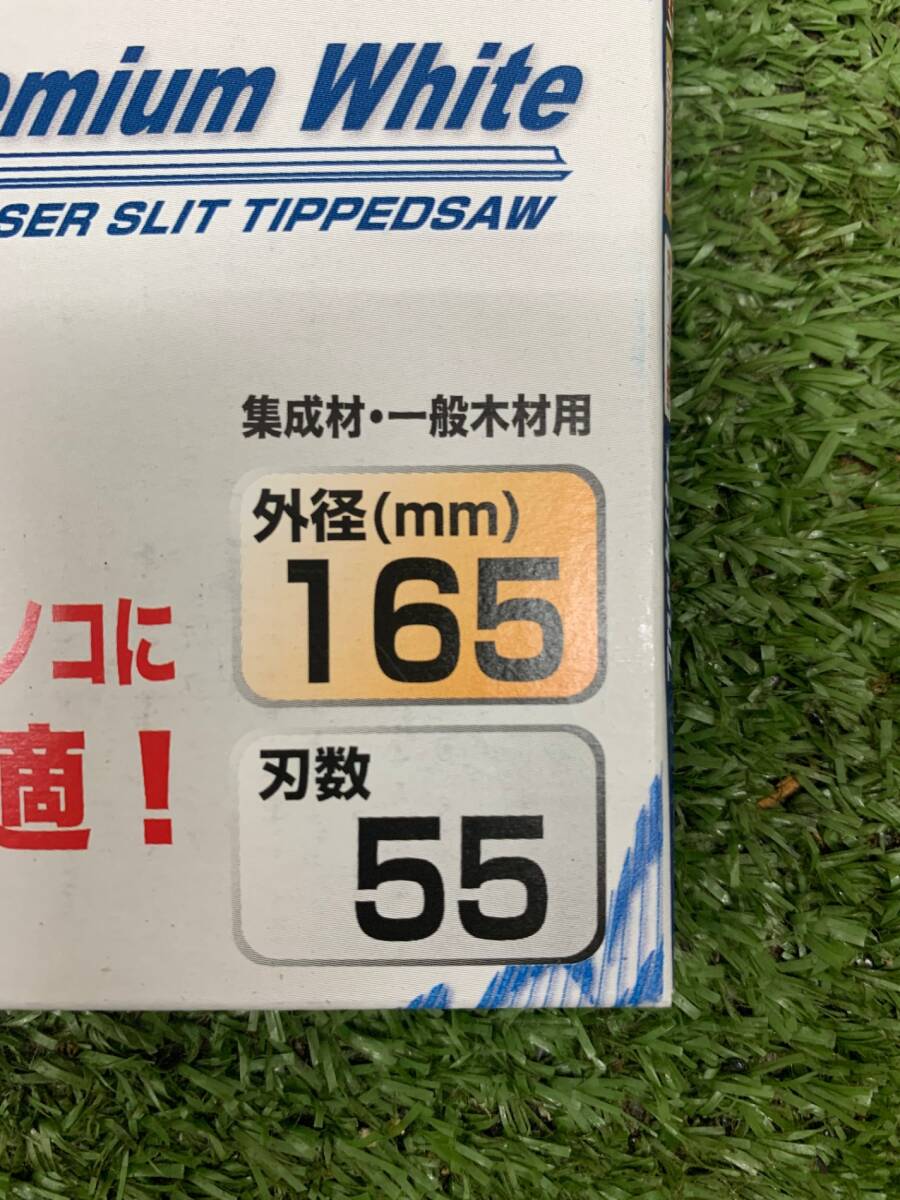 emium White
SER SLIT TIPPEDSAW
集成材・一般木材用
外径(mm)
165
ノコに
適！
刃数
55